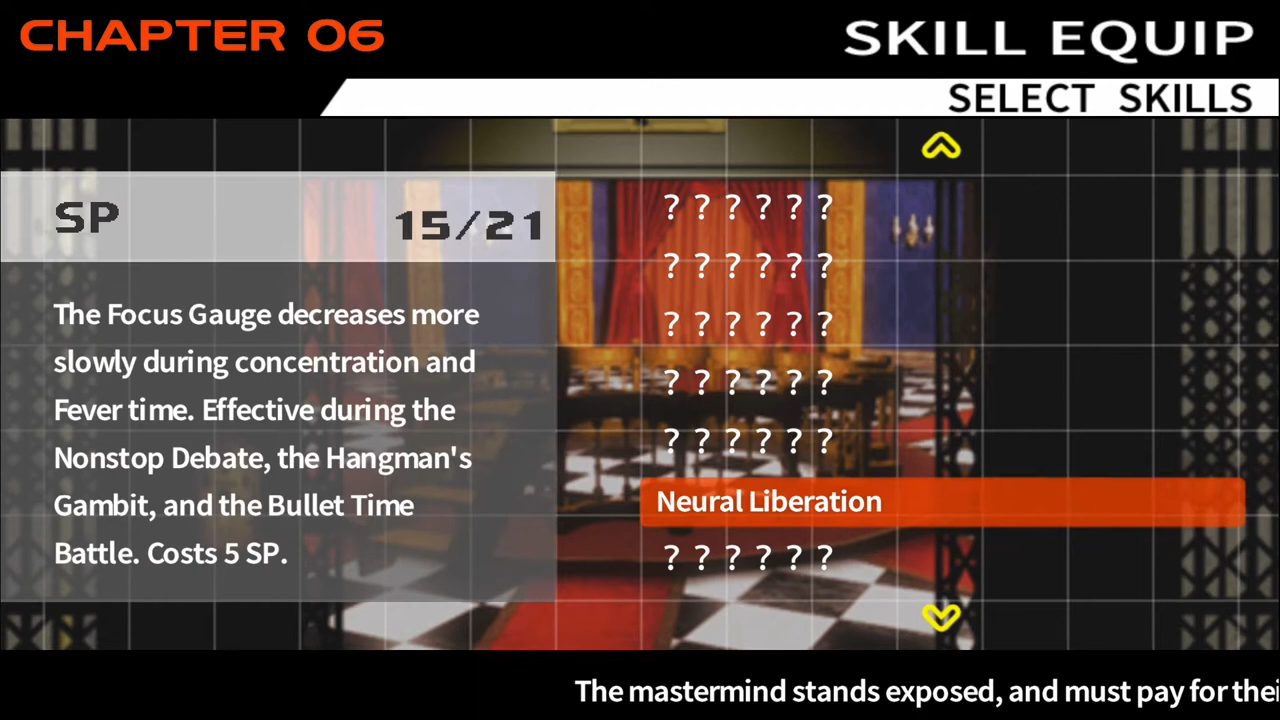 CHAPTER 06
SKILL EQUIP
SELECT SKILLS
SP 15/21
The Focus Gauge decreases more
slowly during concentration and
Fever time. Effective during the
Nonstop Debate, the Hangman's
Gambit, and the Bullet Time
Battle. Costs 5 SP.
? ? ? ? ? ?
? ? ? ? ? ?
? ? ? ? ? ?
? ? ? ? ? ?
? ? ? ? ? ?
Neural Liberation
? ? ? ? ? ?
The mastermind stands exposed, and must pay for